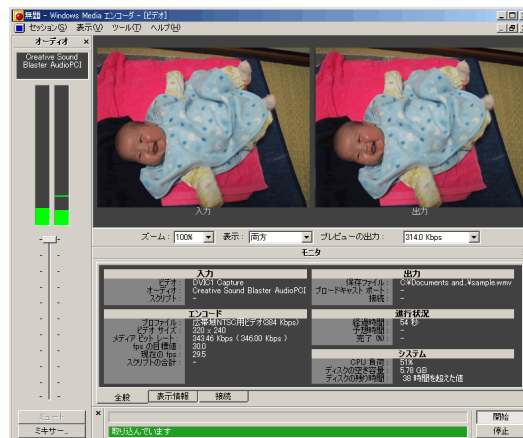 無題 - Windows Media エンコーダ - [ビデオ]
セッション(S) 表示(V) ツール(T) ヘルプ(H)
オーディオ ×
Creative Sound
Blaster AudioPCI
入力 出力
ズーム: 100% 表示: 両方 プレビューの出力: 314.0 Kbps
モニタ
入力
ビデオ: DVIC1 Capture
オーディオ: Creative Sound Blaster AudioPCI
スクリプト: -
出力
保存ファイル: C:¥Documents and..¥sample.wmv
ブロードキャスト ポート: -
接続: -
エンコード
プロファイル: 広帯域NTSC用ビデオ(384 Kbps)
ビデオ サイズ: 320 x 240
メディア ビット レート: 343.46 Kbps (346.00 Kbps)
fps の目標値: 30.0
現在の fps: 29.5
スクリプトの合計: -
進行状況
経過時間: 54 秒
予想時間: -
完了 (%): -
システム
CPU 負荷: 51%
ディスクの空き容量: 5.78 GB
ディスクの残り時間: 38 時間を超えた値
全般 表示情報 接続
ミュート
ミキサー...
取り込んでいます
開始
停止